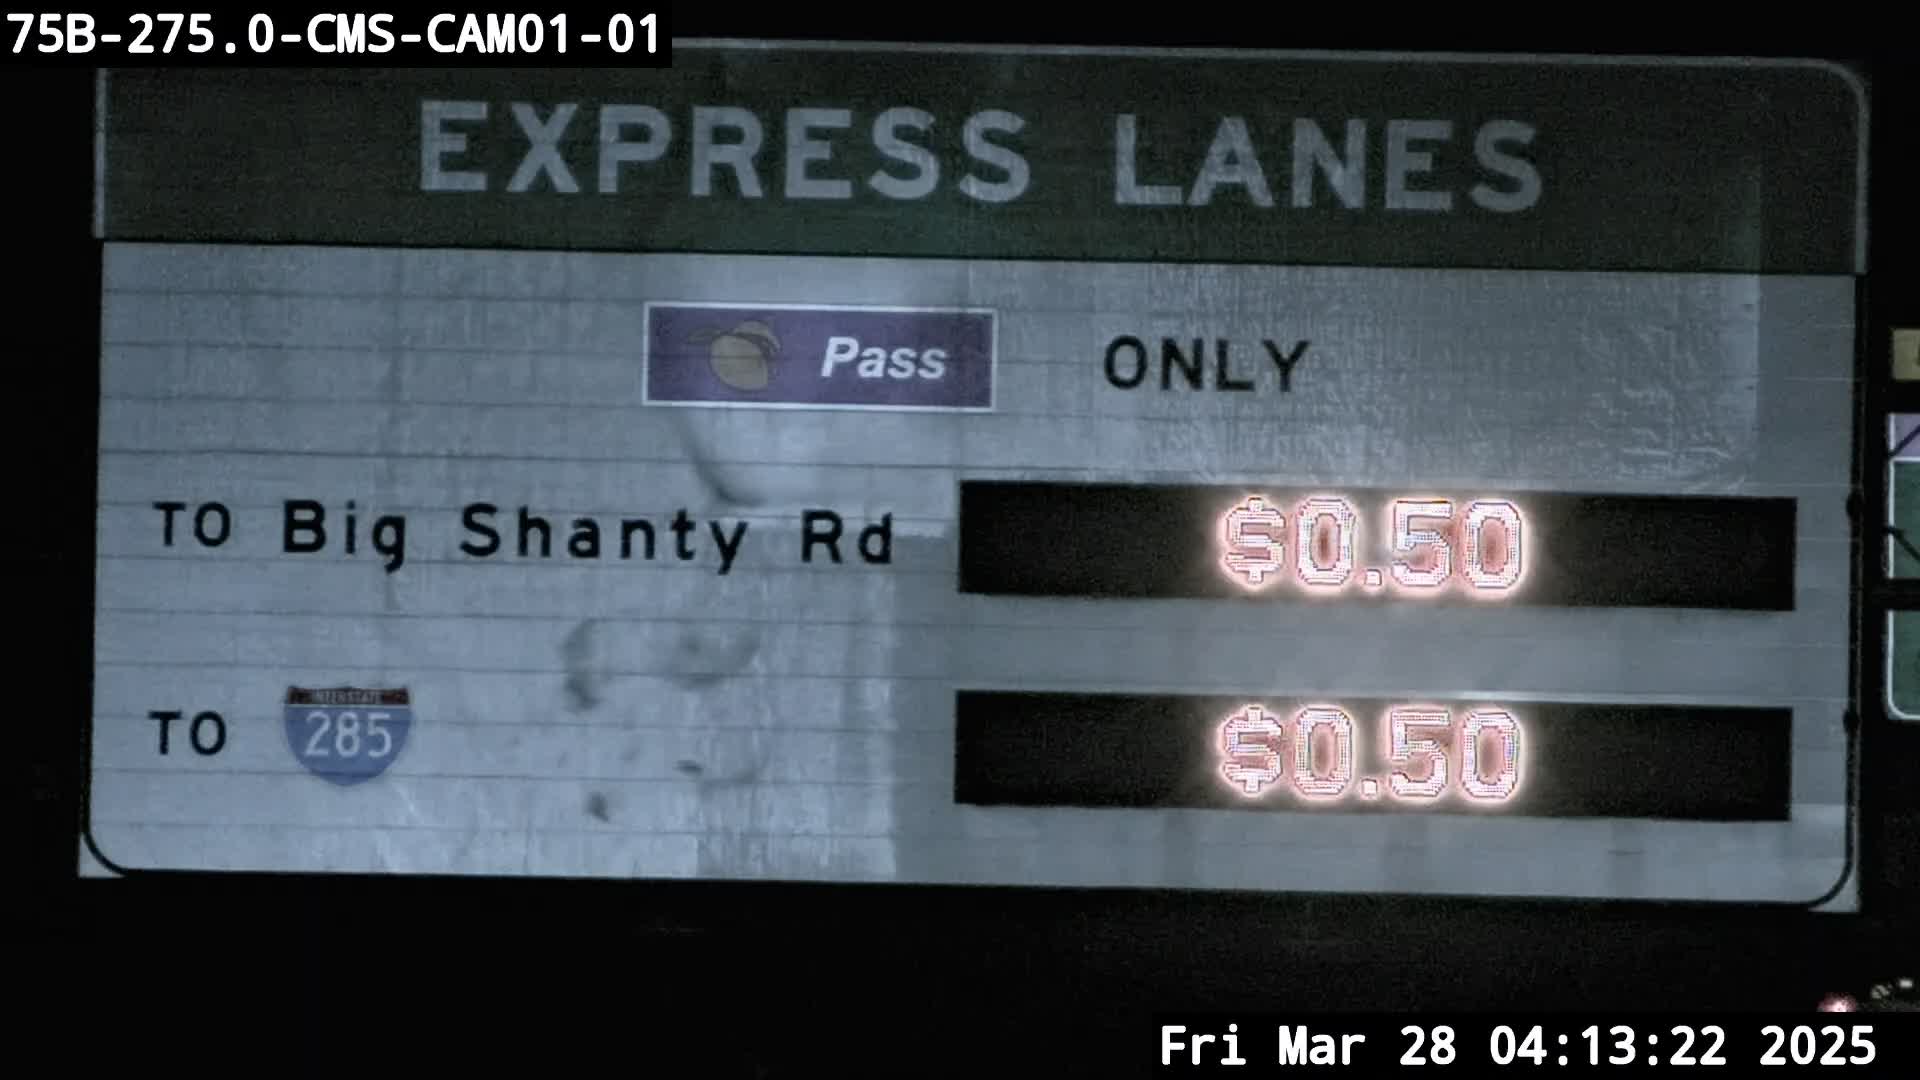 75B-275.0-CMS-CAM01-01
EXPRESS LANES
Pass ONLY
TO Big Shanty Rd $0.50
TO INTERSTATE 285 $0.50
Fri Mar 28 04:13:22 2025